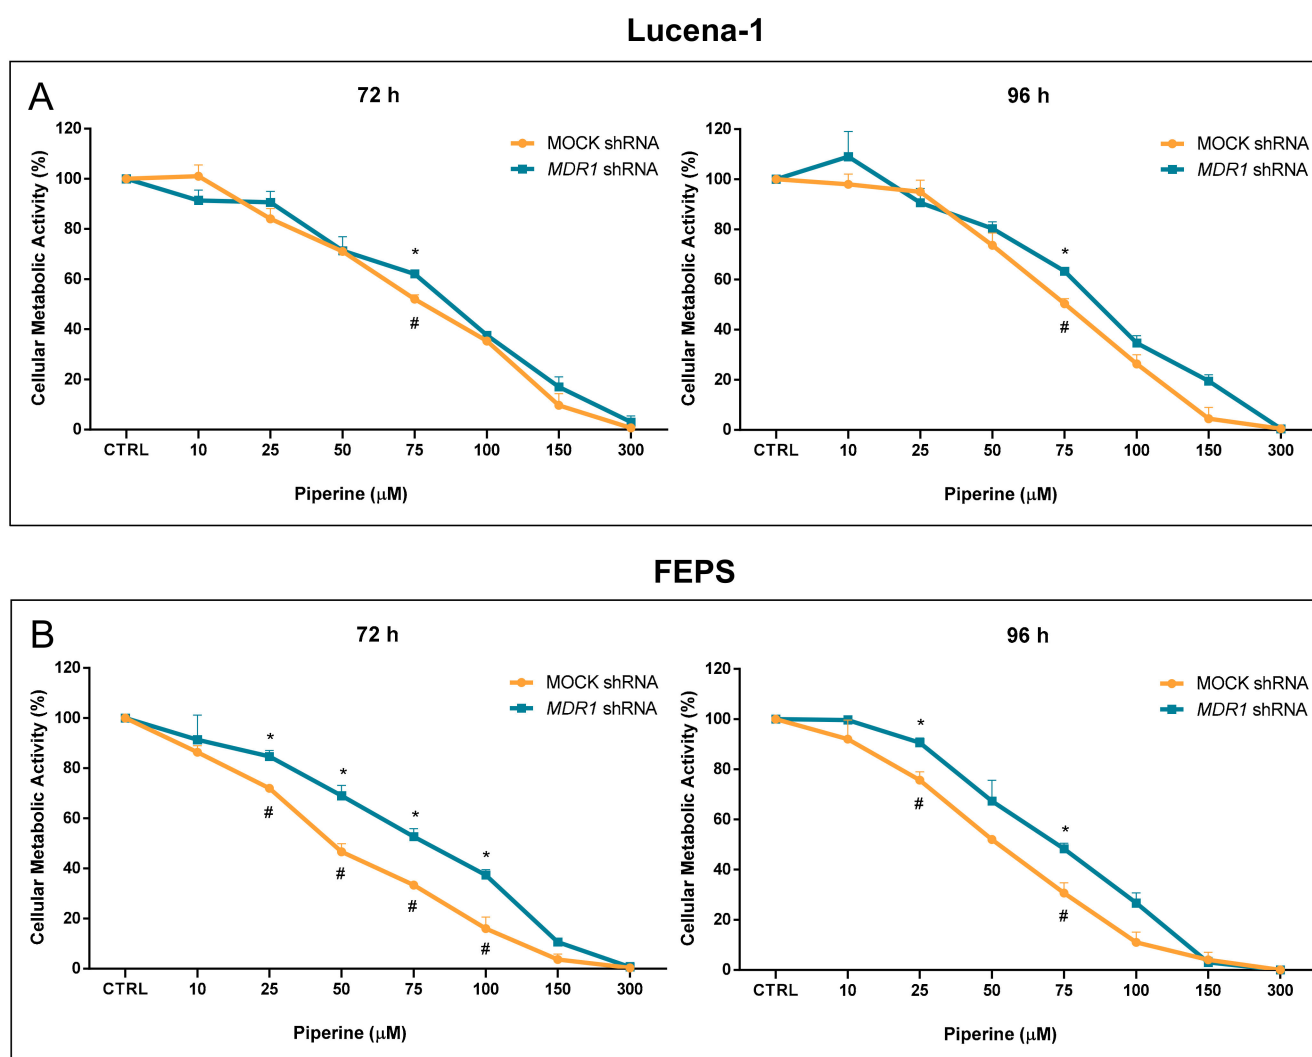 Lucena-1
A
72 h
MOCK shRNA
MDR1 shRNA
Cellular Metabolic Activity (%)
120
100
80
60
40
20
0
*
#
CTRL 10 25 50 75 100 150 300
Piperine (μM)
96 h
MOCK shRNA
MDR1 shRNA
Cellular Metabolic Activity (%)
120
100
80
60
40
20
0
*
#
CTRL 10 25 50 75 100 150 300
Piperine (μM)
FEPS
B
72 h
MOCK shRNA
MDR1 shRNA
Cellular Metabolic Activity (%)
120
100
80
60
40
20
0
* * * *
# # # #
CTRL 10 25 50 75 100 150 300
Piperine (μM)
96 h
MOCK shRNA
MDR1 shRNA
Cellular Metabolic Activity (%)
120
100
80
60
40
20
0
* *
# #
CTRL 10 25 50 75 100 150 300
Piperine (μM)